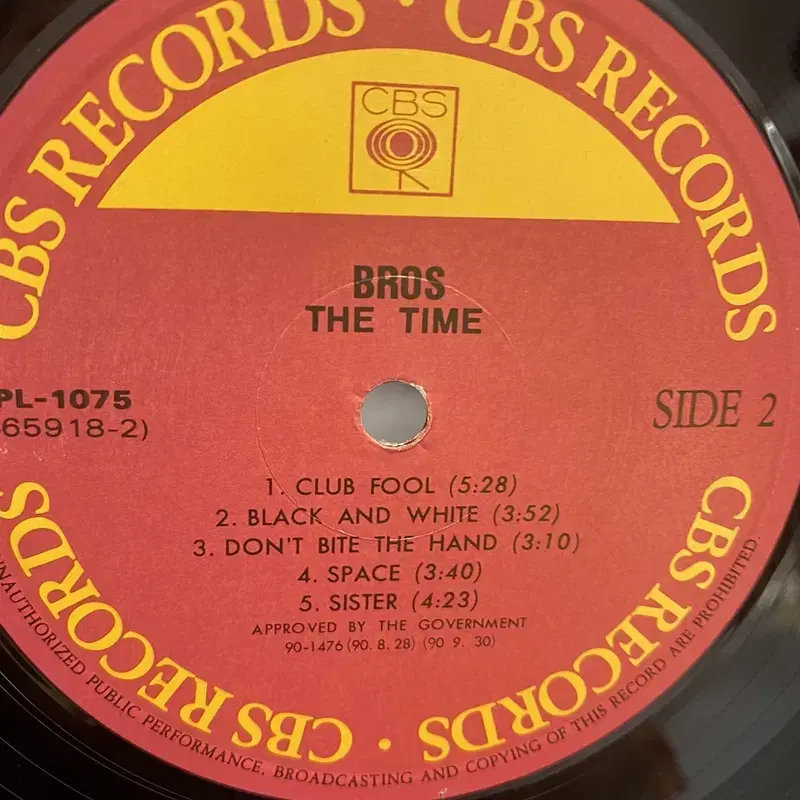 CBS RECORDS · CBS RECORDS
CBS
BROS
THE TIME
PL-1075
65918-2)
SIDE 2
1. CLUB FOOL (5:28)
2. BLACK AND WHITE (3:52)
3. DON'T BITE THE HAND (3:10)
4. SPACE (3:40)
5. SISTER (4:23)
APPROVED BY THE GOVERNMENT
90-1476 (90. 8. 28) (90 9. 30)
CBS RECORDS · CBS RECORDS
UNAUTHORIZED PUBLIC PERFORMANCE, BROADCASTING AND COPYING OF THIS RECORD ARE PROHIBITED.